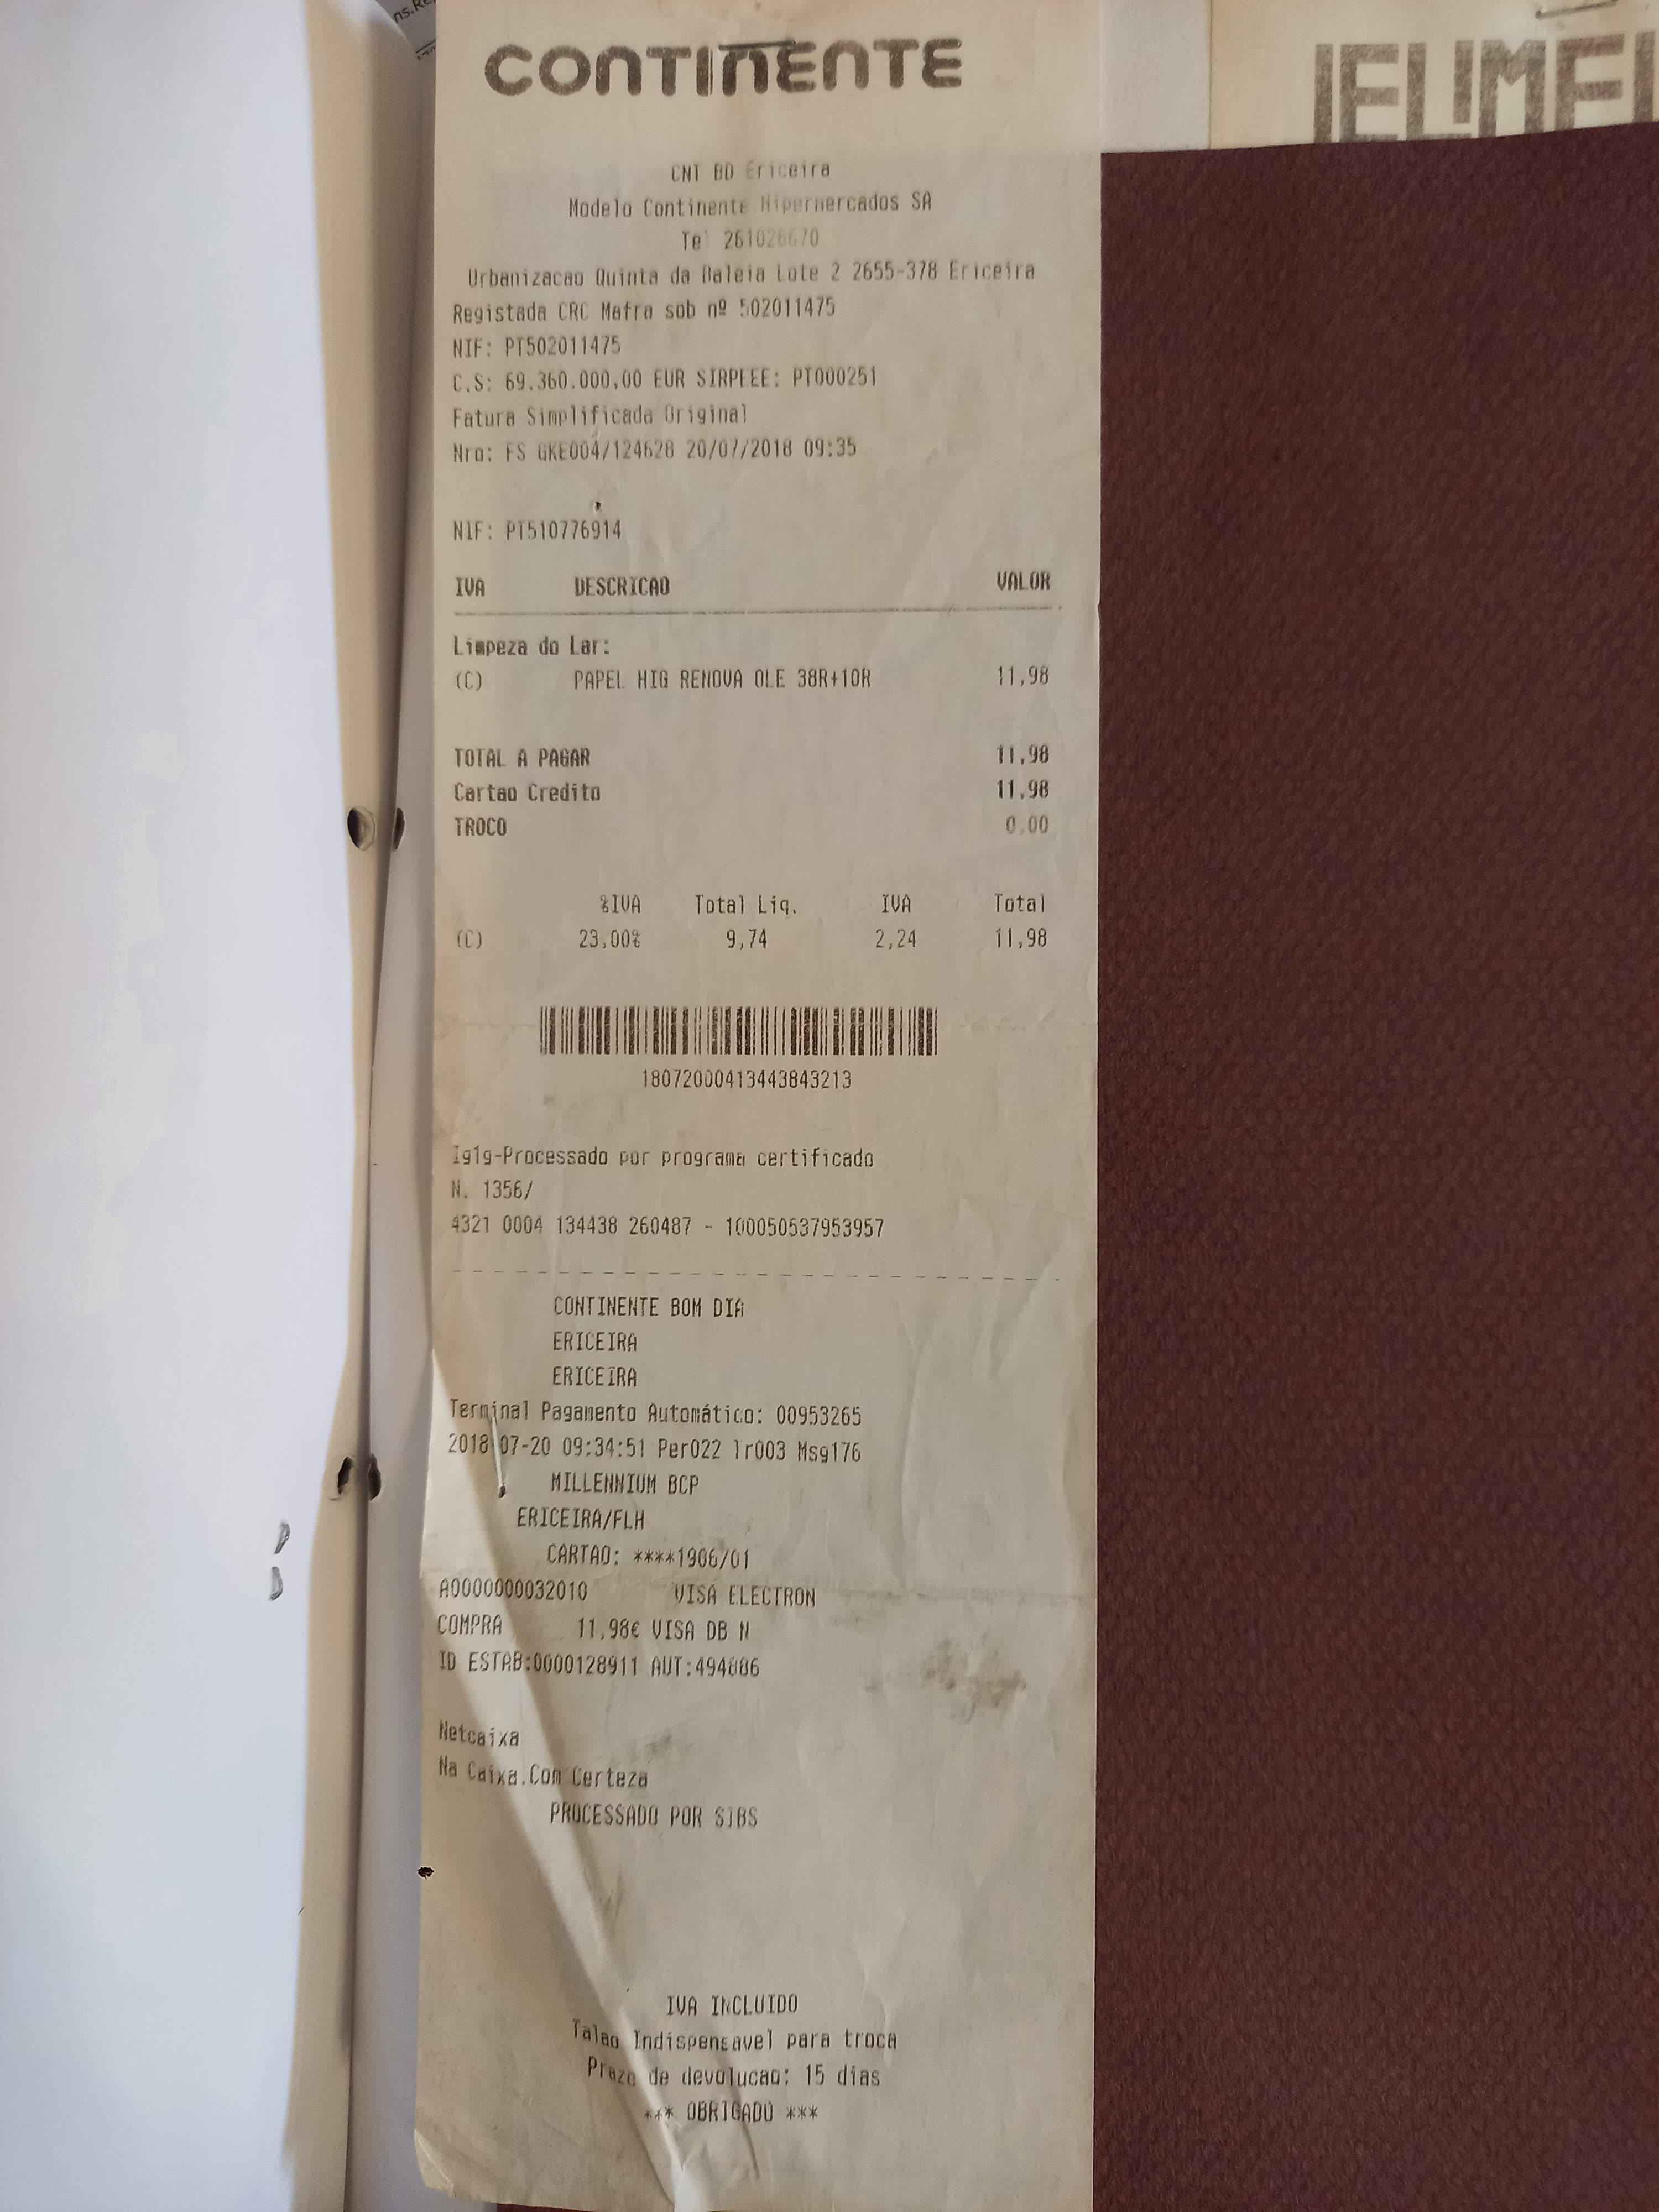 CONTINENTE
CNT BD Ericeira
Modelo Continente Hipermercados SA
Tel 261026670
Urbanizacao Quinta da Baleia Lote 2 2655-378 Ericeira
Registada CRC Mafra sob nº 502011475
NIF: PT502011475
C.S: 69.360.000,00 EUR SIRPEEE: PT000251
Fatura Simplificada Original
Nro: FS GKE004/124628 20/07/2018 09:35
NIF: PT510776914
IVA DESCRICAO VALOR
Limpeza do Lar:
(C) PAPEL HIG RENOVA OLE 38R+10R 11,98
TOTAL A PAGAR 11,98
Cartao Credito 11,98
TROCO 0,00
%IVA Total Liq. IVA Total
(C) 23,00% 9,74 2,24 11,98
18072000413443843213
Ig1g-Processado por programa certificado
N. 1356/
4321 0004 134438 260487 - 100050537953957
CONTINENTE BOM DIA
ERICEIRA
ERICEIRA
Terminal Pagamento Automático: 00953265
2018-07-20 09:34:51 Per022 Tr003 Msg176
MILLENNIUM BCP
ERICEIRA/FLH
CARTAO: ****1906/01
A0000000032010 VISA ELECTRON
COMPRA 11,98€ VISA DB N
ID ESTAB:0000128911 AUT:
Netcaixa
Na Caixa.Com Certeza
PROCESSADO POR SIBS
IVA INCLUIDO
Talao Indispensavel para troca
Prazo de devolucao: 15 dias
*** OBRIGADO ***